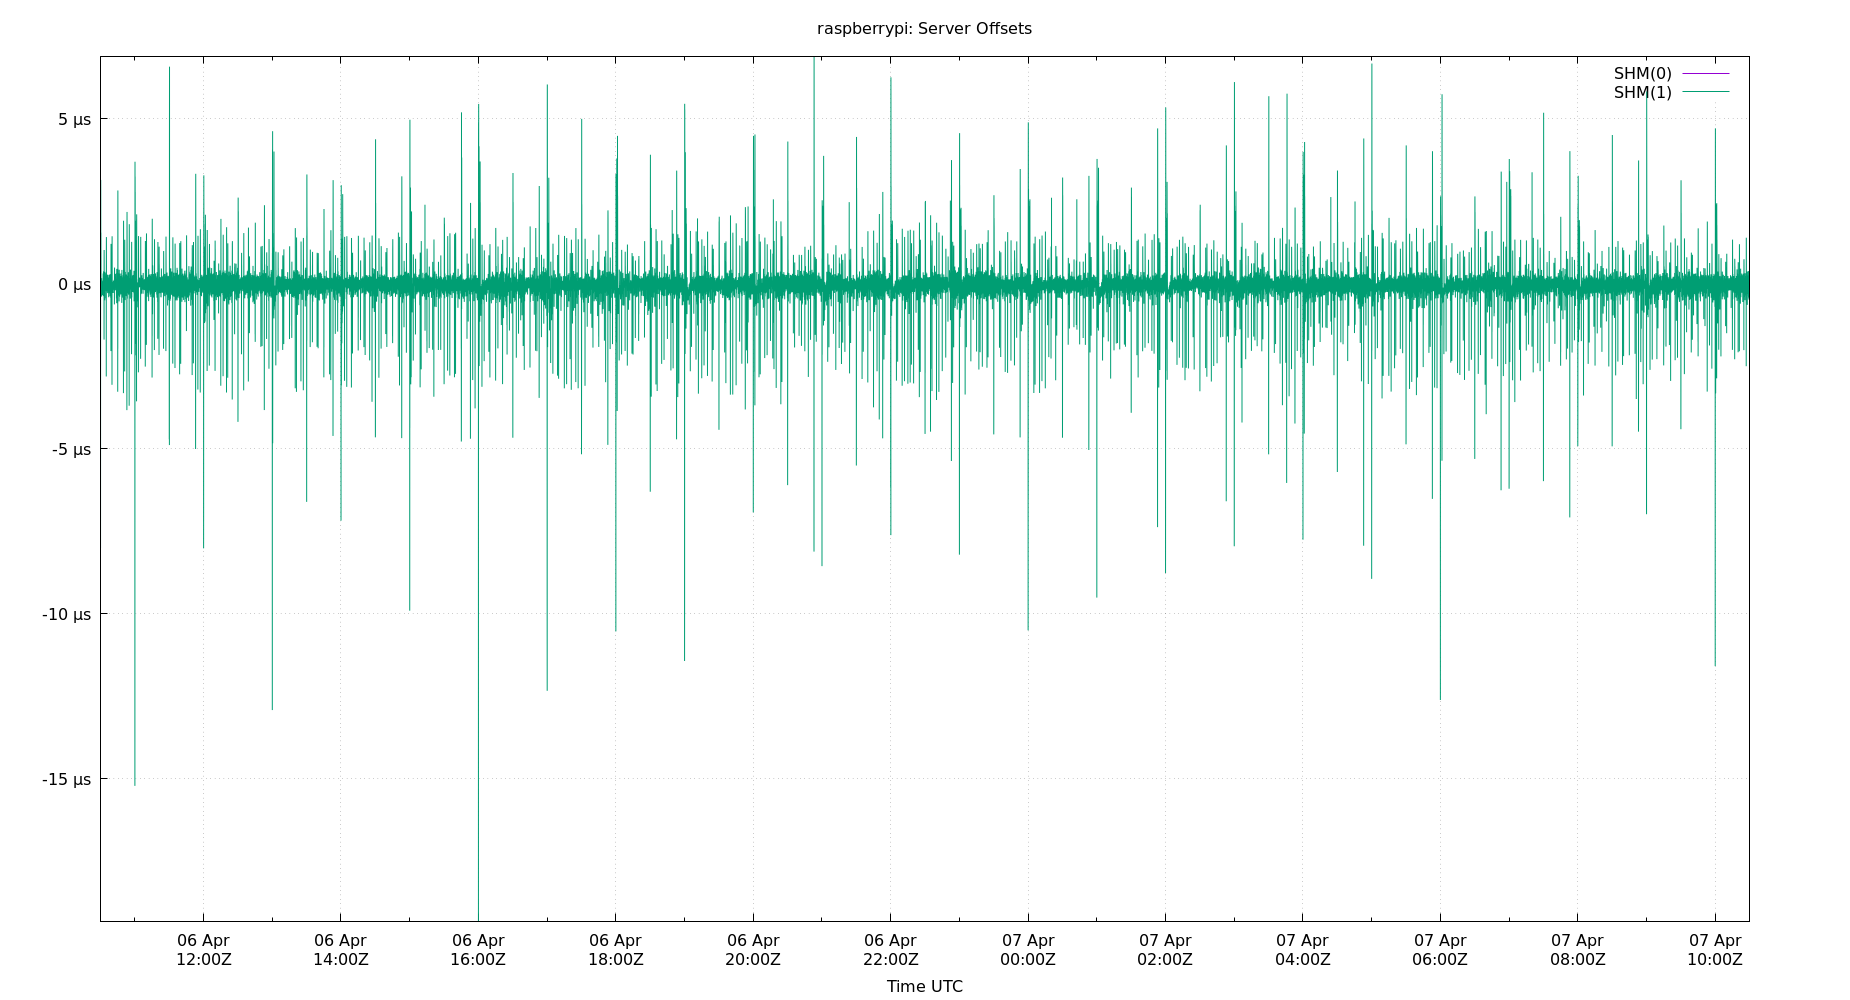 raspberrypi: Server Offsets
SHM(0)
SHM(1)
5 µs
0 µs
-5 µs
-10 µs
-15 µs
06 Apr 06 Apr 06 Apr 06 Apr 06 Apr 06 Apr 07 Apr 07 Apr 07 Apr 07 Apr 07 Apr 07 Apr
12:00Z 14:00Z 16:00Z 18:00Z 20:00Z 22:00Z 00:00Z 02:00Z 04:00Z 06:00Z 08:00Z 10:00Z
Time UTC